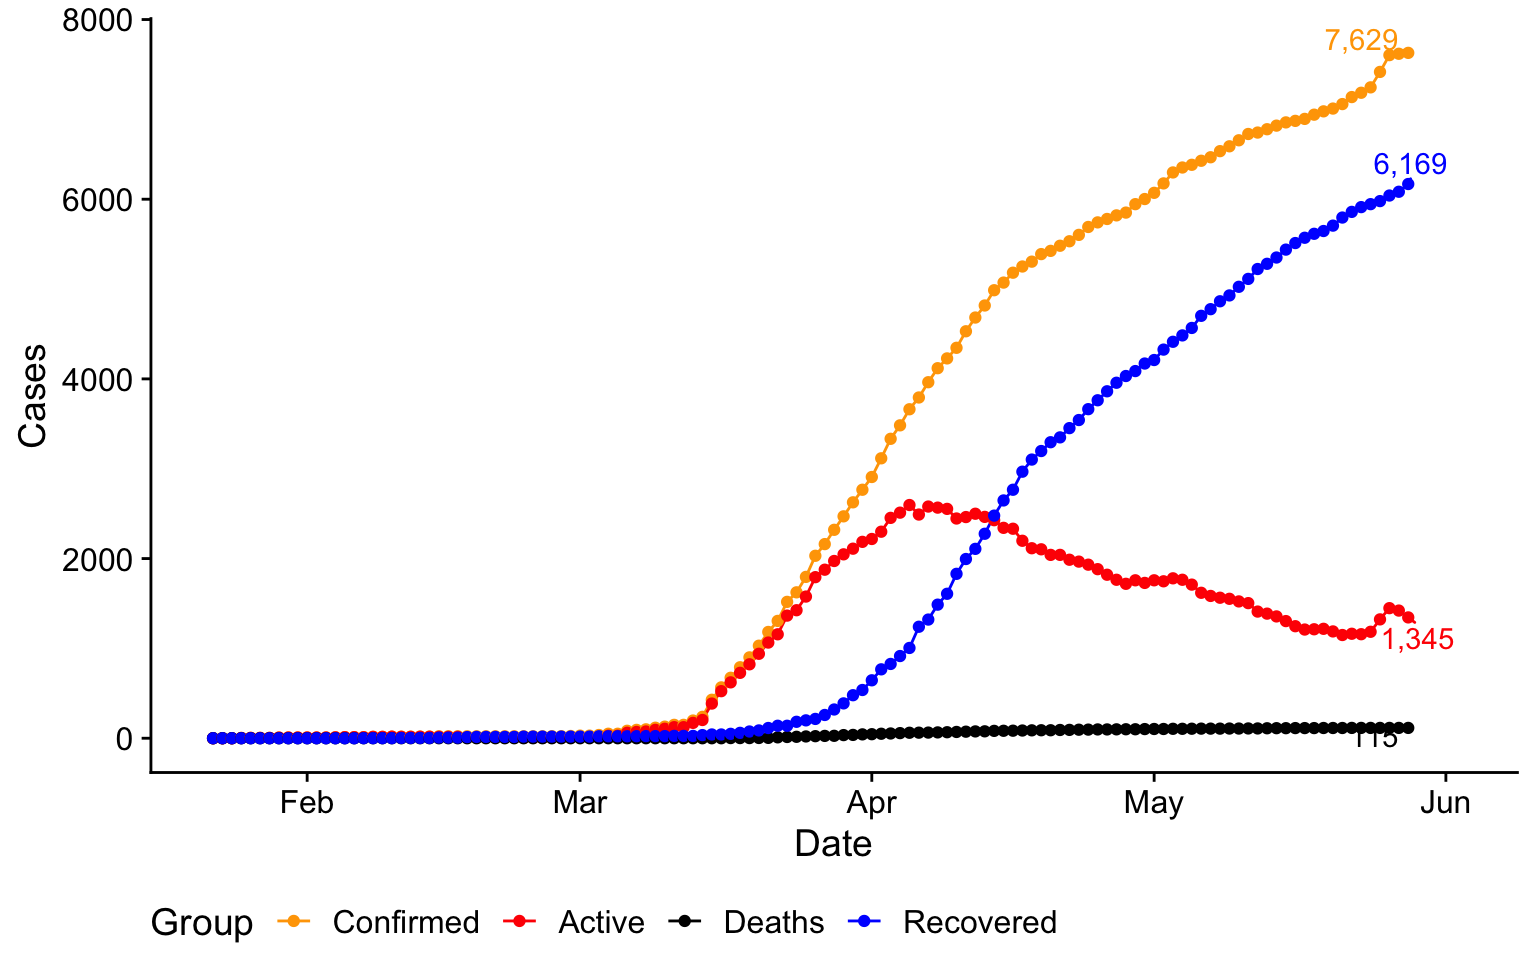 8000
7,629
6,169
6000
Cases
4000
2000
1,345
0
115
Feb Mar Apr May Jun
Date
Group Confirmed Active Deaths Recovered